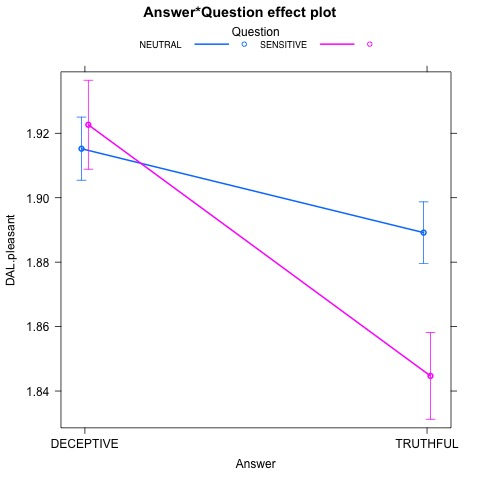 Answer*Question effect plot
Question
NEUTRAL SENSITIVE
1.92
1.90
1.88
1.86
1.84
DAL.pleasant
DECEPTIVE TRUTHFUL
Answer